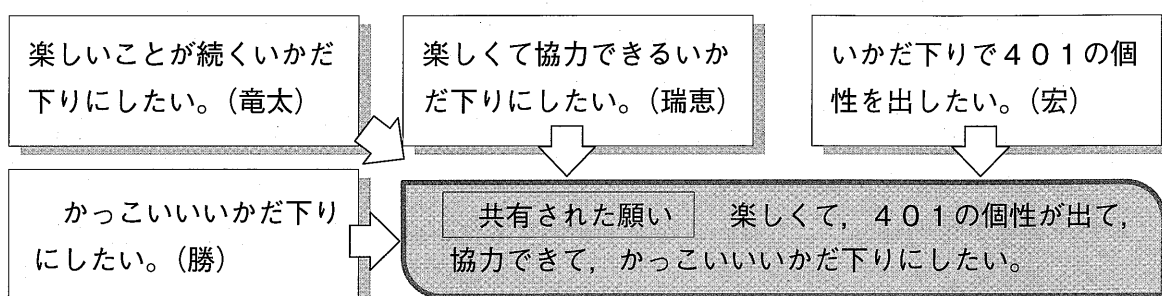 楽しいことが続くいかだ
下りにしたい。(竜太)
楽しくて協力できるいか
だ下りにしたい。(瑞恵)
いかだ下りで401の個
性を出したい。(宏)
かっこいいいかだ下り
にしたい。(勝)
共有された願い 楽しくて,401の個性が出て,
協力できて,かっこいいいかだ下りにしたい。